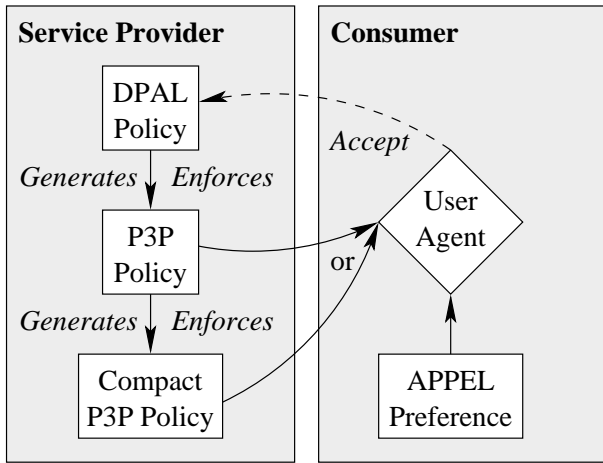 Service Provider
Consumer
DPAL
Policy
Accept
Generates Enforces
User
Agent
P3P
Policy
or
Generates Enforces
Compact
P3P Policy
APPEL
Preference